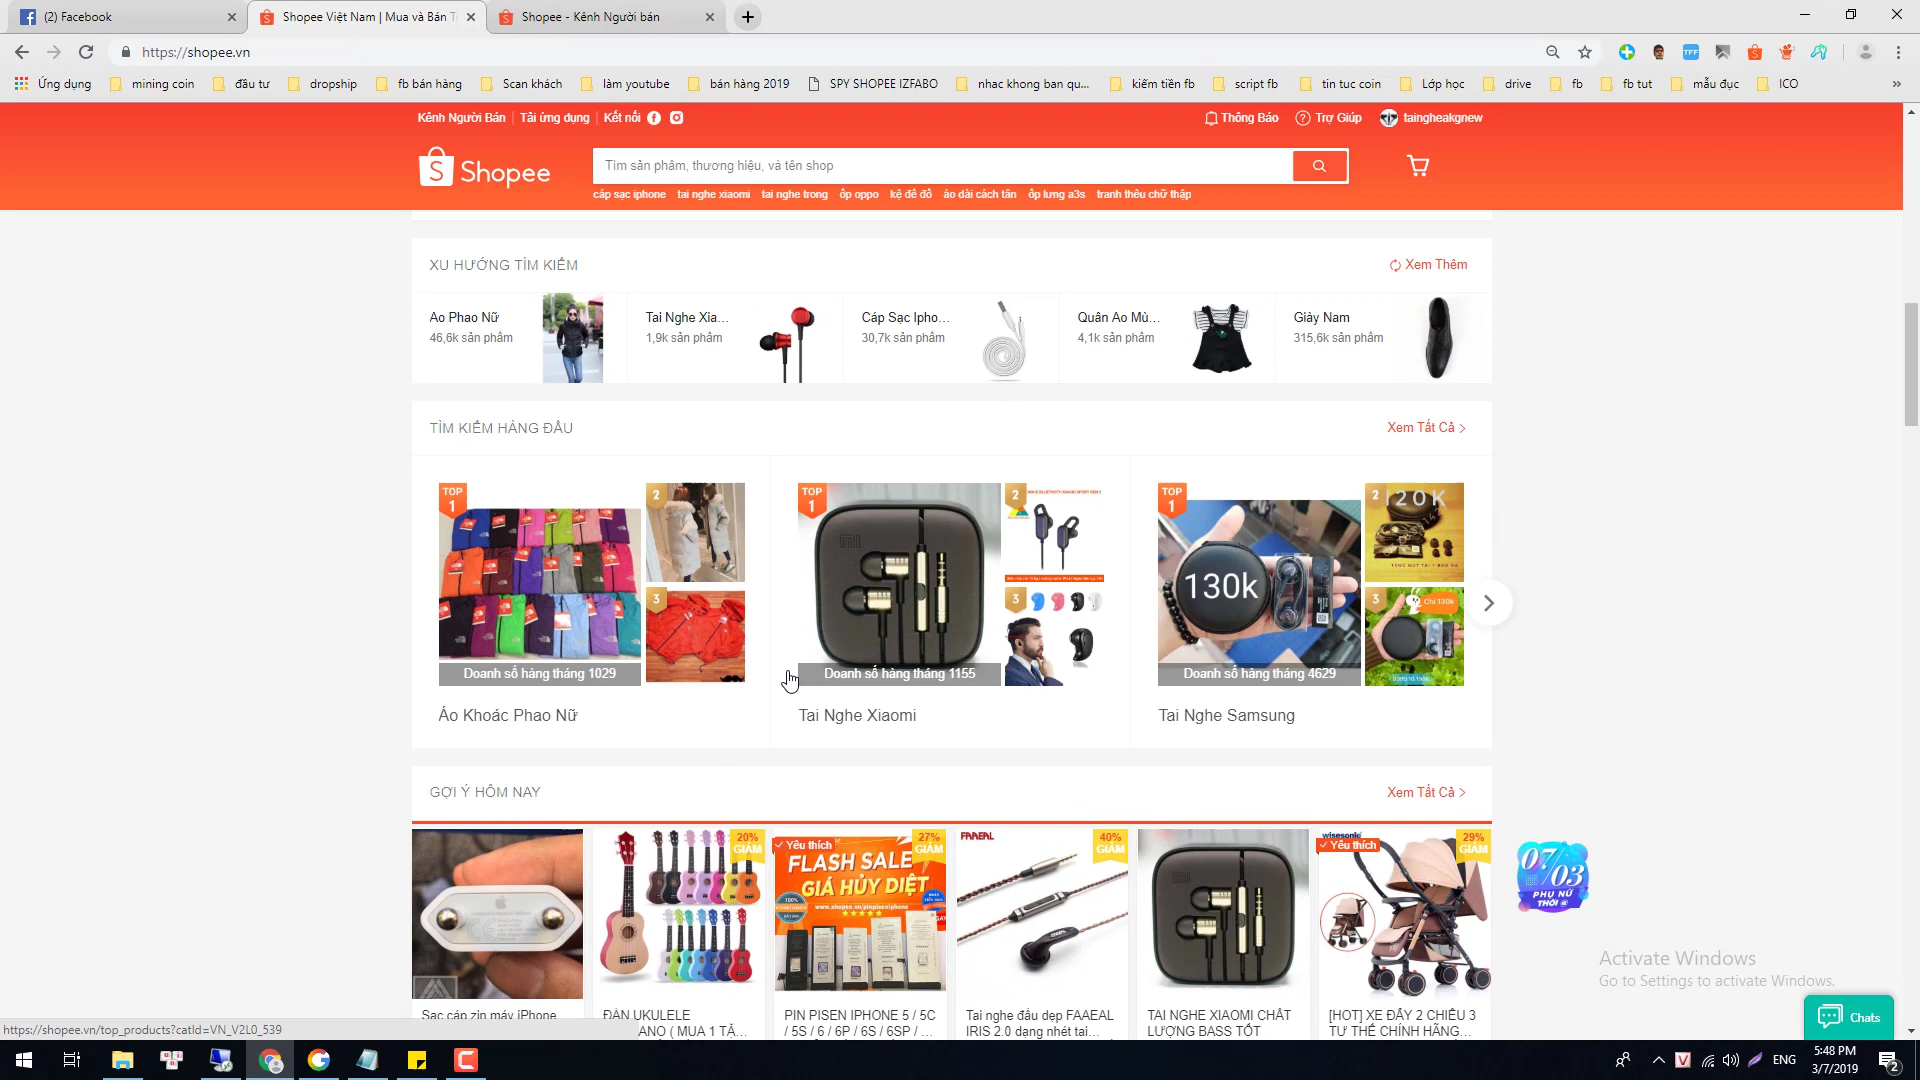 (2) Facebook
Shopee Việt Nam | Mua và Bán T
Shopee - Kênh Người bán
https://shopee.vn
Ứng dụng
mining coin
đầu tư
dropship
fb bán hàng
Scan khách
làm youtube
bán hàng 2019
SPY SHOPEE IZFABO
nhac khong ban qu...
kiếm tiền fb
script fb
tin tuc coin
Lớp học
drive
fb
fb tut
mẫu đục
ICO
Kênh Người Bán
Tải ứng dụng
Kết nối
Thông Báo
Trợ Giúp
taingheakgnew
Shopee
Tìm sản phẩm, thương hiệu, và tên shop
cáp sạc iphone tai nghe xiaomi tai nghe trong ốp oppo kệ để đồ áo dài cách tân ốp lưng a3s tranh thêu chữ thập
XU HƯỚNG TÌM KIẾM
Xem Thêm
Áo Phao Nữ
46,6k sản phẩm
Tai Nghe Xia...
1,9k sản phẩm
Cáp Sạc Ipho...
30,7k sản phẩm
Quần Áo Mù...
4,1k sản phẩm
Giày Nam
315,6k sản phẩm
TÌM KIẾM HÀNG ĐẦU
Xem Tất Cả
TOP
1
2
3
Doanh số hàng tháng 1029
Áo Khoác Phao Nữ
TOP
1
2
3
Doanh số hàng tháng 1155
Tai Nghe Xiaomi
TOP
1
130k
2
120K
3
Chỉ 130k
Doanh số hàng tháng 4629
Tai Nghe Samsung
GỢI Ý HÔM NAY
Xem Tất Cả
20%
GIẢM
Yêu thích
27%
GIẢM
FLASH SALE
GIÁ HỦY DIỆT
www.shopee.vn/pinpiseniphone
100%
FAAEAL
40%
GIẢM
wisesonle
Yêu thích
29%
GIẢM
07/03
PHỤ NỮ
THỜI @
Sạc cáp zin máy iPhone
ĐÀN UKULELE
ANO ( MUA 1 TẶ...
PIN PISEN IPHONE 5 / 5C
/ 5S / 6 / 6P / 6S / 6SP / ...
Tai nghe đầu dẹp FAAEAL
IRIS 2.0 dạng nhét tai...
TAI NGHE XIAOMI CHẤT
LƯỢNG BASS TỐT
[HOT] XE ĐẨY 2 CHIỀU 3
TƯ THẾ CHÍNH HÃNG...
Activate Windows
Go to Settings to activate Windows.
Chats
https://shopee.vn/top_products?catId=VN_V2L0_539
ENG
5:48 PM
3/7/2019
2